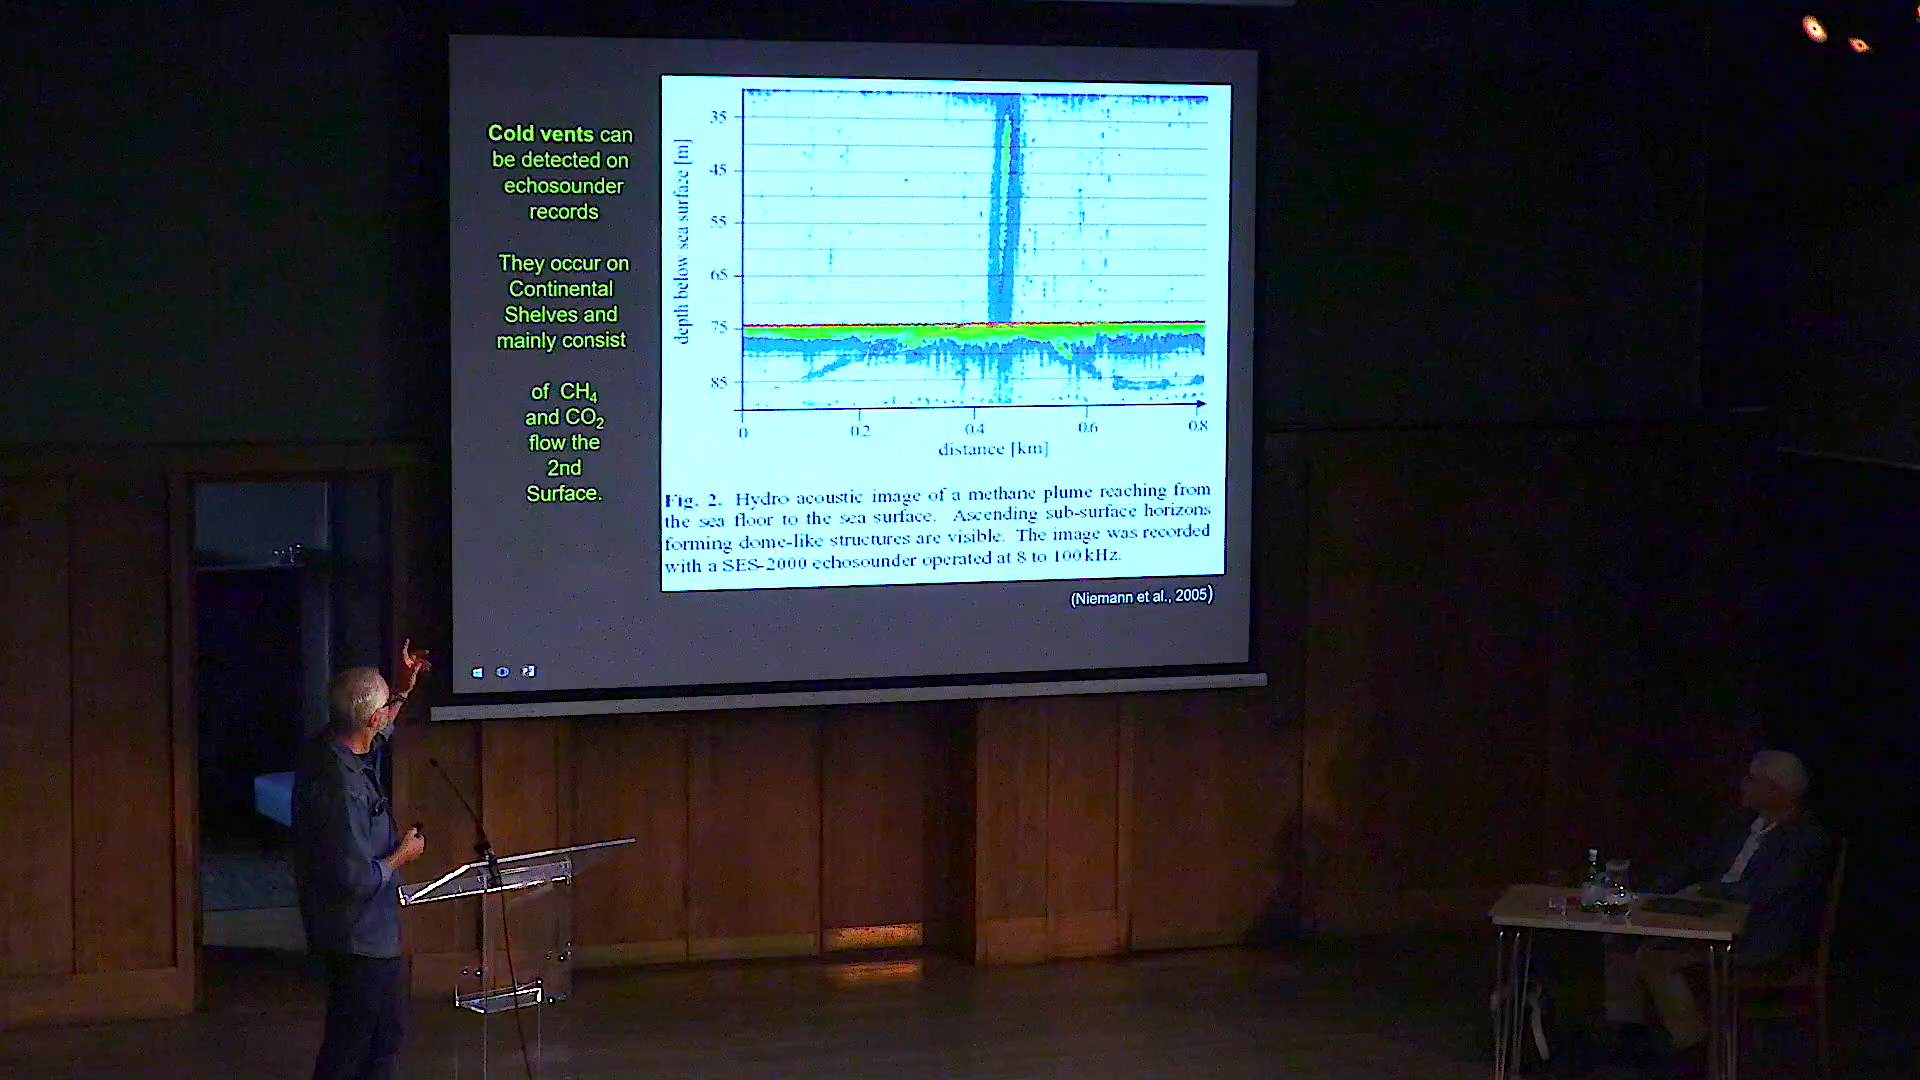 Cold vents can
be detected on
echosounder
records
They occur on
Continental
Shelves and
mainly consist
of CH₄
and CO₂
flow the
2nd
Surface.
depth below sea surfaze [m]
35
45
55
65
75
85
0
0.2
0.4
0.6
0.8
distance [km]
Fig. 2. Hydro acoustic image of a methane plume reaching from
the sea floor to the sea surface. Ascending sub-surface horizons
forming dome-like structures are visible. The image was recorded
with a SES-2000 echosounder operated at 8 to 100 kHz.
(Niemann et al., 2005)